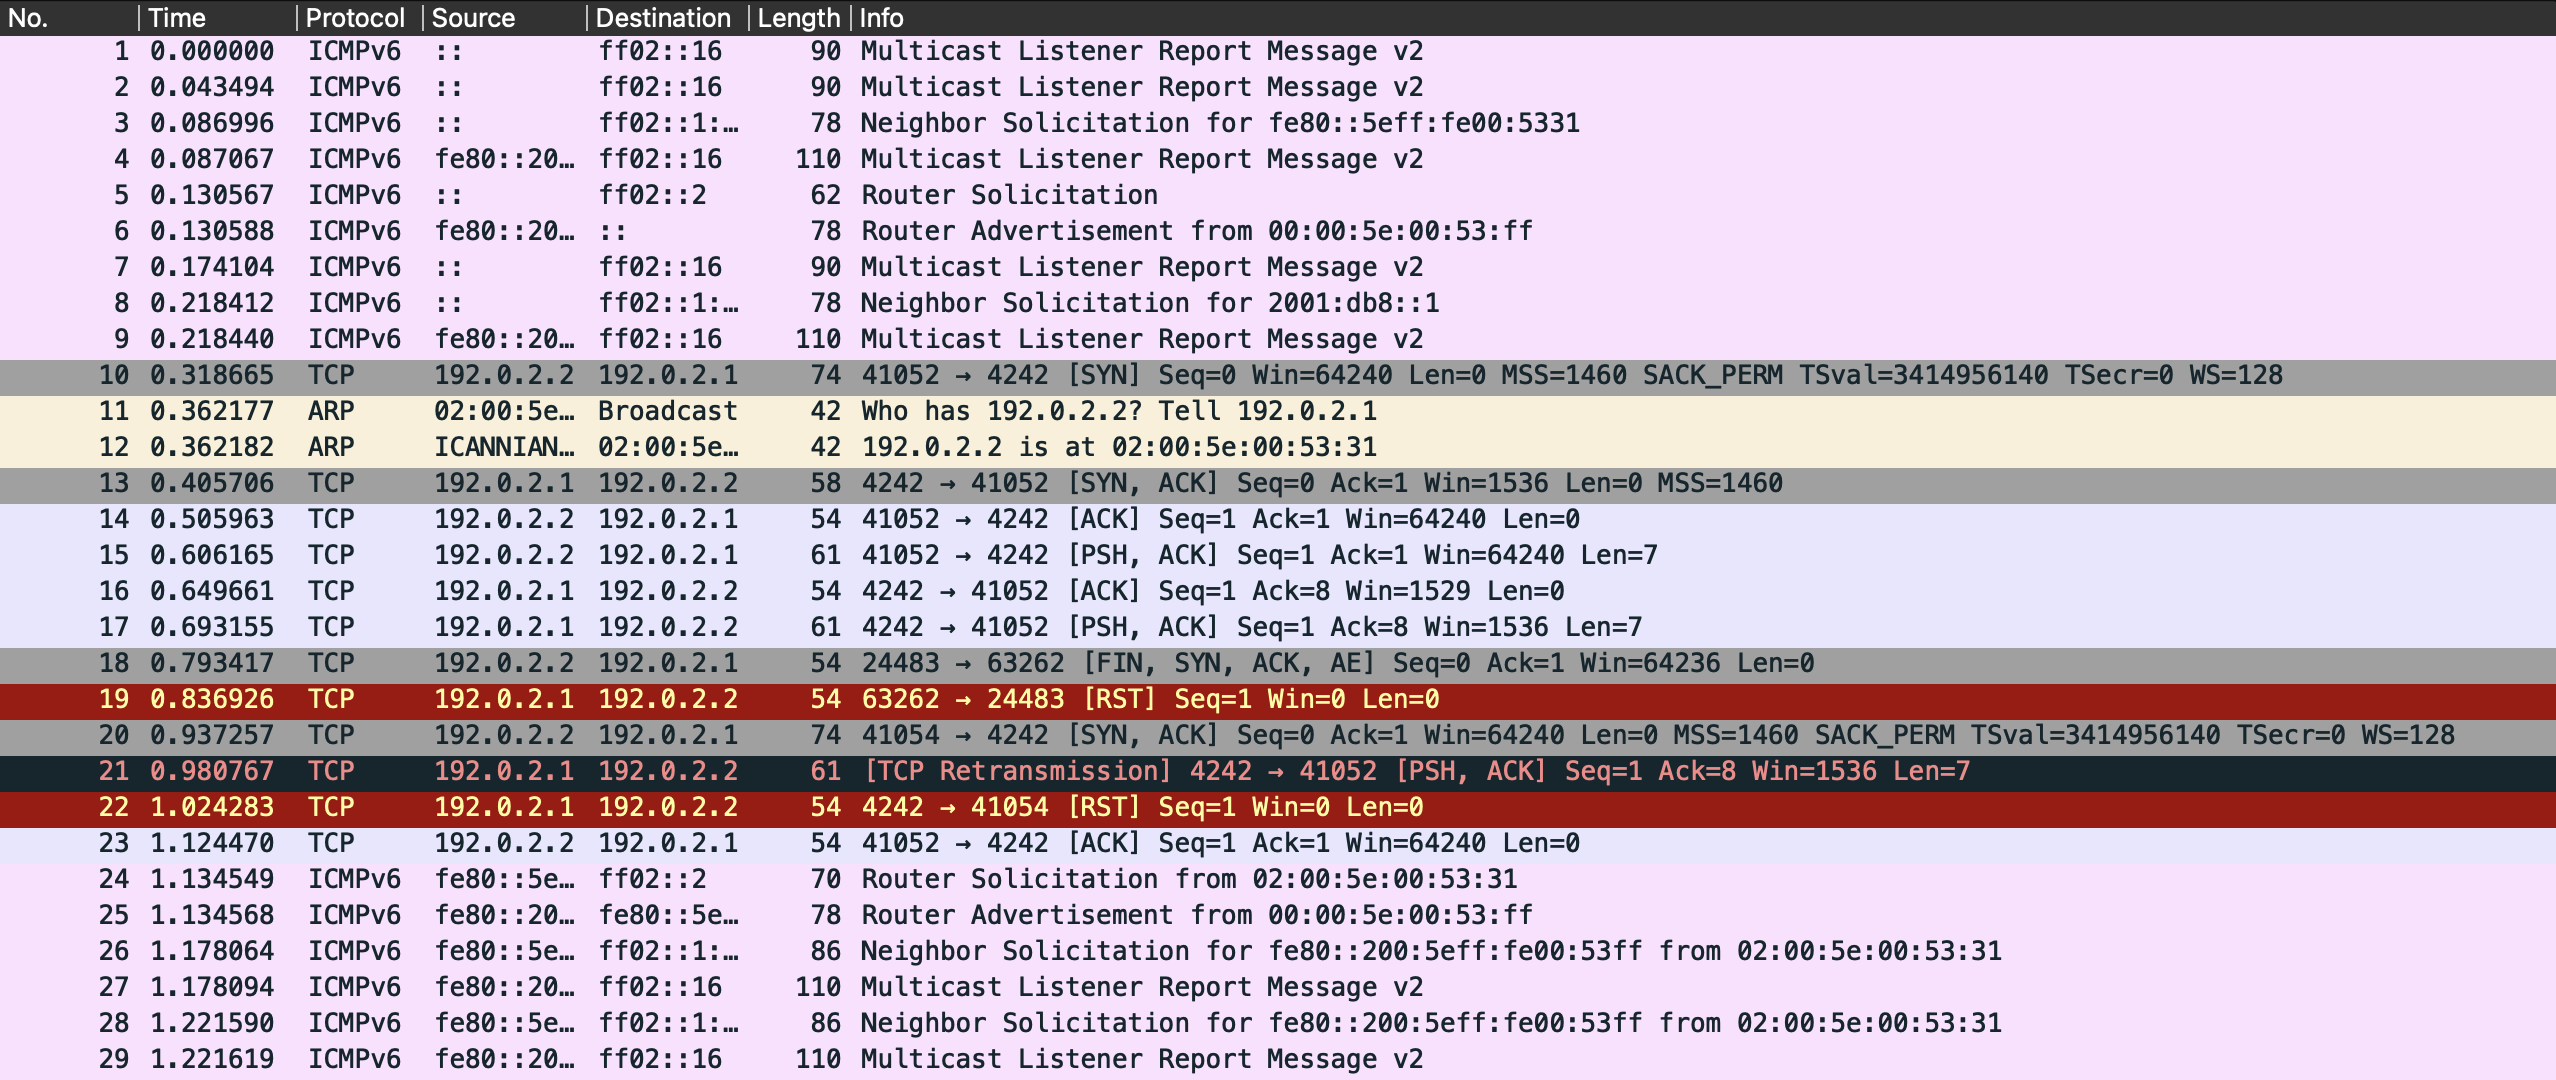 No. Time Protocol Source Destination Length Info
1 0.000000 ICMPv6 :: ff02::16 90 Multicast Listener Report Message v2
2 0.043494 ICMPv6 :: ff02::16 90 Multicast Listener Report Message v2
3 0.086996 ICMPv6 :: ff02::1:… 78 Neighbor Solicitation for fe80::5eff:fe00:5331
4 0.087067 ICMPv6 fe80::20… ff02::16 110 Multicast Listener Report Message v2
5 0.130567 ICMPv6 :: ff02::2 62 Router Solicitation
6 0.130588 ICMPv6 fe80::20… :: 78 Router Advertisement from 00:00:5e:00:53:ff
7 0.174104 ICMPv6 :: ff02::16 90 Multicast Listener Report Message v2
8 0.218412 ICMPv6 :: ff02::1:… 78 Neighbor Solicitation for 2001:db8::1
9 0.218440 ICMPv6 fe80::20… ff02::16 110 Multicast Listener Report Message v2
10 0.318665 TCP 192.0.2.2 192.0.2.1 74 41052 → 4242 [SYN] Seq=0 Win=64240 Len=0 MSS=1460 SACK_PERM TSval=3414956140 TSecr=0 WS=128
11 0.362177 ARP 02:00:5e… Broadcast 42 Who has 192.0.2.2? Tell 192.0.2.1
12 0.362182 ARP ICANNIAN… 02:00:5e… 42 192.0.2.2 is at 02:00:5e:00:53:31
13 0.405706 TCP 192.0.2.1 192.0.2.2 58 4242 → 41052 [SYN, ACK] Seq=0 Ack=1 Win=1536 Len=0 MSS=1460
14 0.505963 TCP 192.0.2.2 192.0.2.1 54 41052 → 4242 [ACK] Seq=1 Ack=1 Win=64240 Len=0
15 0.606165 TCP 192.0.2.2 192.0.2.1 61 41052 → 4242 [PSH, ACK] Seq=1 Ack=1 Win=64240 Len=7
16 0.649661 TCP 192.0.2.1 192.0.2.2 54 4242 → 41052 [ACK] Seq=1 Ack=8 Win=1529 Len=0
17 0.693155 TCP 192.0.2.1 192.0.2.2 61 4242 → 41052 [PSH, ACK] Seq=1 Ack=8 Win=1536 Len=7
18 0.793417 TCP 192.0.2.2 192.0.2.1 54 24483 → 63262 [FIN, SYN, ACK, AE] Seq=0 Ack=1 Win=64236 Len=0
19 0.836926 TCP 192.0.2.1 192.0.2.2 54 63262 → 24483 [RST] Seq=1 Win=0 Len=0
20 0.937257 TCP 192.0.2.2 192.0.2.1 74 41054 → 4242 [SYN, ACK] Seq=0 Ack=1 Win=64240 Len=0 MSS=1460 SACK_PERM TSval=3414956140 TSecr=0 WS=128
21 0.980767 TCP 192.0.2.1 192.0.2.2 61 [TCP Retransmission] 4242 → 41052 [PSH, ACK] Seq=1 Ack=8 Win=1536 Len=7
22 1.024283 TCP 192.0.2.1 192.0.2.2 54 4242 → 41054 [RST] Seq=1 Win=0 Len=0
23 1.124470 TCP 192.0.2.2 192.0.2.1 54 41052 → 4242 [ACK] Seq=1 Ack=1 Win=64240 Len=0
24 1.134549 ICMPv6 fe80::5e… ff02::2 70 Router Solicitation from 02:00:5e:00:53:31
25 1.134568 ICMPv6 fe80::20… fe80::5e… 78 Router Advertisement from 00:00:5e:00:53:ff
26 1.178064 ICMPv6 fe80::5e… ff02::1:… 86 Neighbor Solicitation for fe80::200:5eff:fe00:53ff from 02:00:5e:00:53:31
27 1.178094 ICMPv6 fe80::20… ff02::16 110 Multicast Listener Report Message v2
28 1.221590 ICMPv6 fe80::5e… ff02::1:… 86 Neighbor Solicitation for fe80::200:5eff:fe00:53ff from 02:00:5e:00:53:31
29 1.221619 ICMPv6 fe80::20… ff02::16 110 Multicast Listener Report Message v2